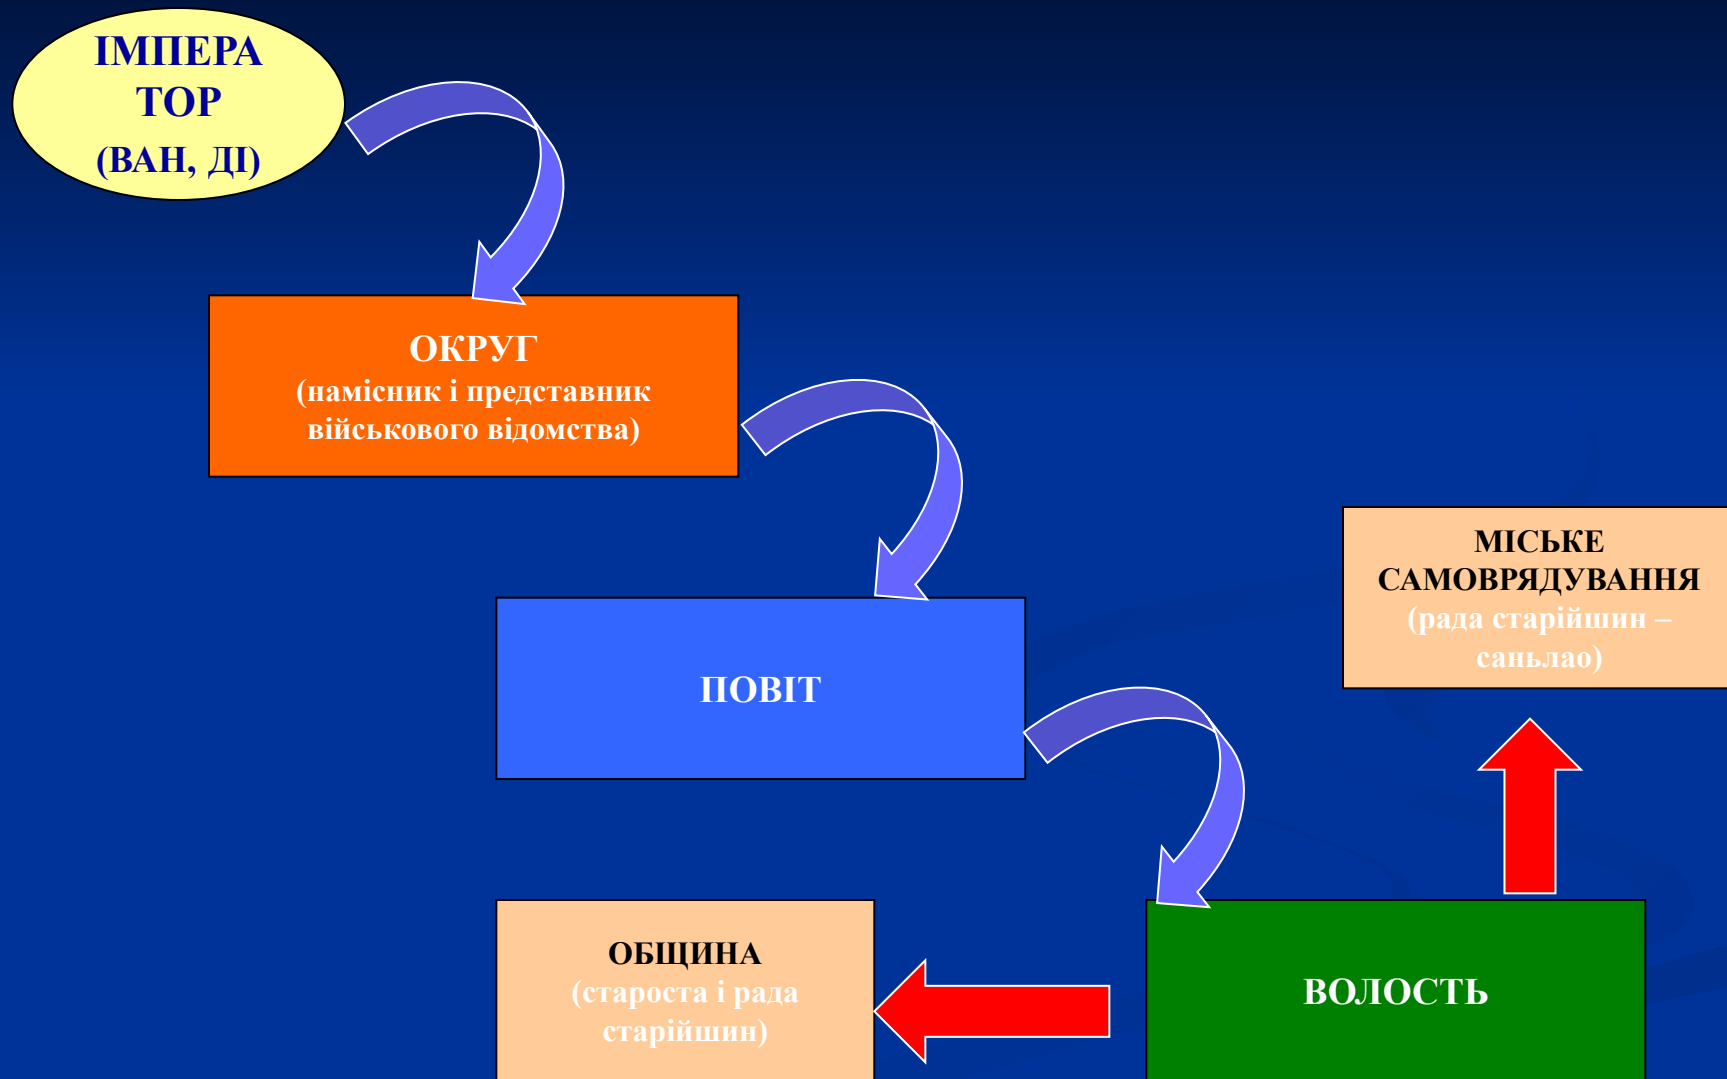 ІМПЕРА
ТОР
(ВАН, ДІ)
ОКРУГ
(намісник і представник
військового відомства)
МІСЬКЕ
САМОВРЯДУВАННЯ
(рада старійшин –
саньлао)
ПОВІТ
ОБЩИНА
(староста і рада
старійшин)
ВОЛОСТЬ